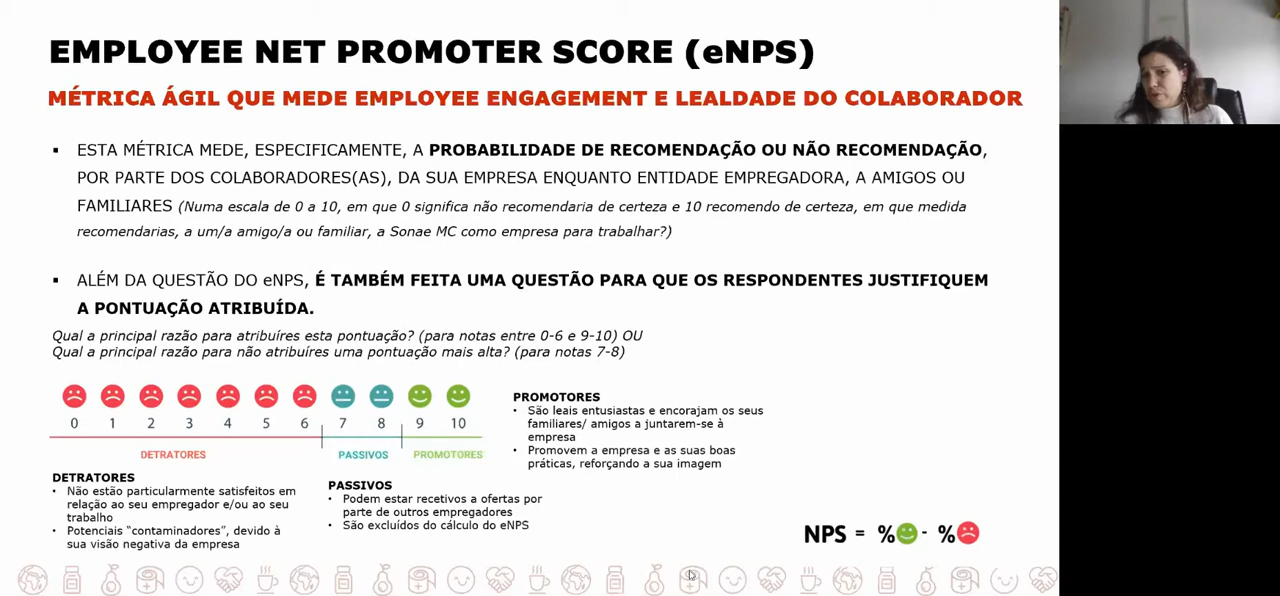 EMPLOYEE NET PROMOTER SCORE (eNPS)
MÉTRICA ÁGIL QUE MEDE EMPLOYEE ENGAGEMENT E LEALDADE DO COLABORADOR
▪ ESTA MÉTRICA MEDE, ESPECIFICAMENTE, A PROBABILIDADE DE RECOMENDAÇÃO OU NÃO RECOMENDAÇÃO,
POR PARTE DOS COLABORADORES(AS), DA SUA EMPRESA ENQUANTO ENTIDADE EMPREGADORA, A AMIGOS OU
FAMILIARES (Numa escala de 0 a 10, em que 0 significa não recomendaria de certeza e 10 recomendo de certeza, em que medida
recomendarias, a um/a amigo/a ou familiar, a Sonae MC como empresa para trabalhar?)
▪ ALÉM DA QUESTÃO DO eNPS, É TAMBÉM FEITA UMA QUESTÃO PARA QUE OS RESPONDENTES JUSTIFIQUEM
A PONTUAÇÃO ATRIBUÍDA.
Qual a principal razão para atribuíres esta pontuação? (para notas entre 0-6 e 9-10) OU
Qual a principal razão para não atribuíres uma pontuação mais alta? (para notas 7-8)
0 1 2 3 4 5 6 7 8 9 10
DETRATORES PASSIVOS PROMOTORES
DETRATORES
• Não estão particularmente satisfeitos em
relação ao seu empregador e/ou ao seu
trabalho
• Potenciais “contaminadores”, devido à
sua visão negativa da empresa
PASSIVOS
• Podem estar recetivos a ofertas por
parte de outros empregadores
• São excluídos do cálculo do eNPS
PROMOTORES
• São leais entusiastas e encorajam os seus
familiares/ amigos a juntarem-se à
empresa
• Promovem a empresa e as suas boas
práticas, reforçando a sua imagem
NPS = % - %